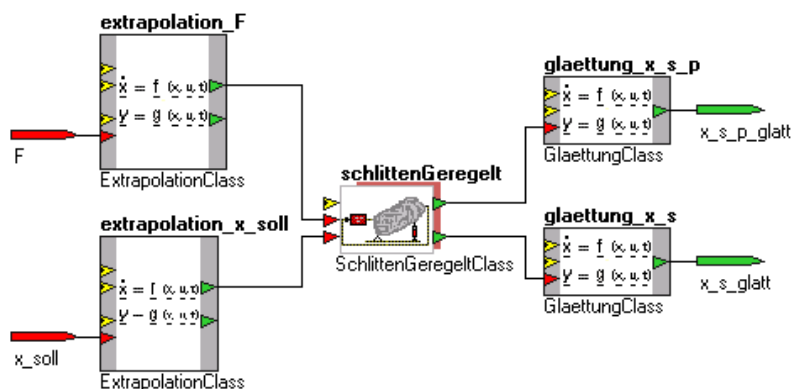 extrapolation_F
ẋ = f (x, u, t)
y = g (x, u, t)
F
ExtrapolationClass
extrapolation_x_soll
ẋ = f (x, u, t)
y = g (x, u, t)
x_soll
ExtrapolationClass
schlittenGeregelt
SchlittenGeregeltClass
glaettung_x_s_p
ẋ = f (x, u, t)
y = g (x, u, t)
x_s_p_glatt
GlaettungClass
glaettung_x_s
ẋ = f (x, u, t)
y = g (x, u, t)
x_s_glatt
GlaettungClass